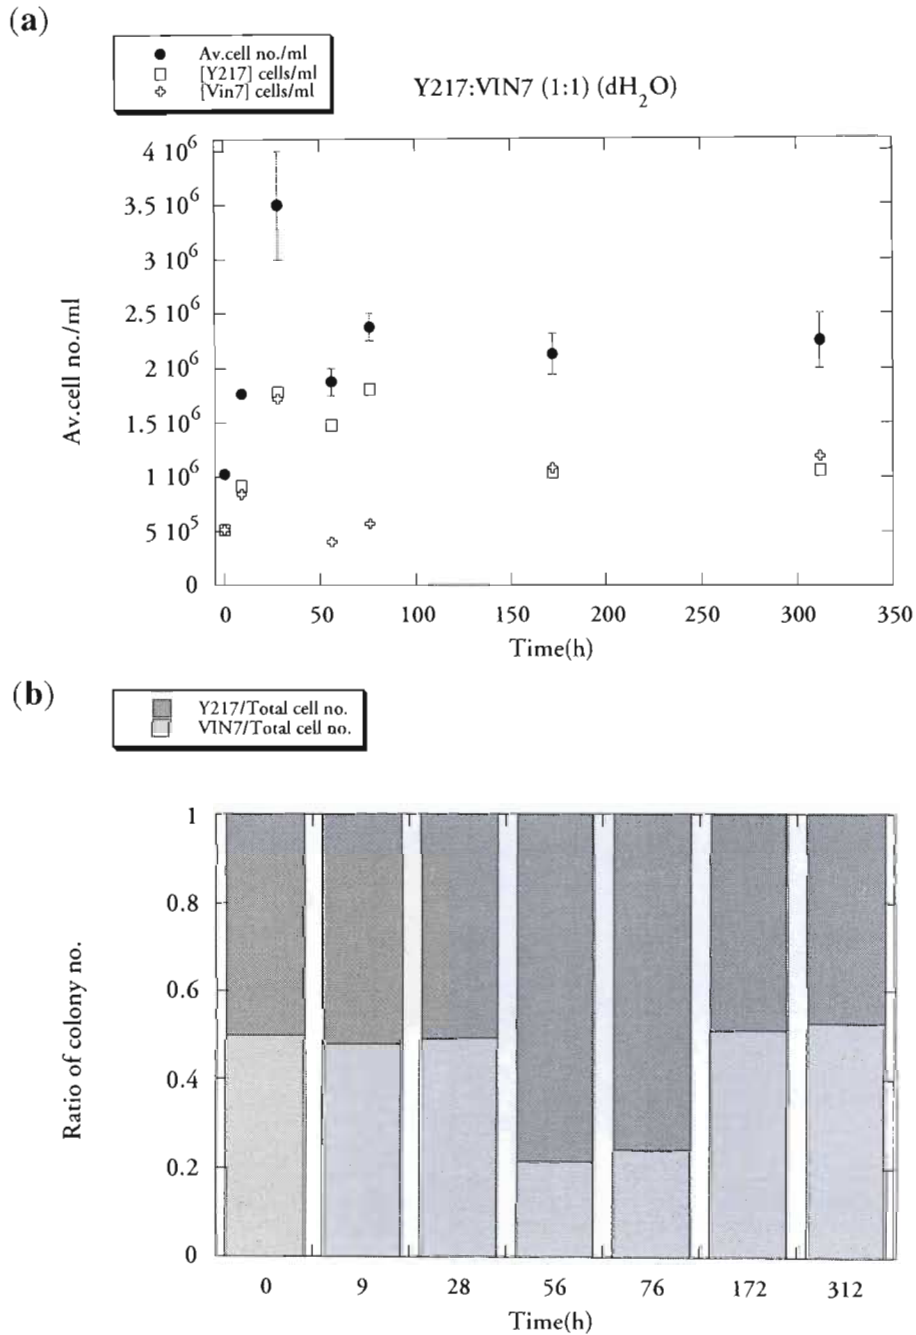 (a)
Av.cell no./ml
[Y217] cells/ml
[Vin7] cells/ml
Y217:VIN7 (1:1) (dH2O)
4 10^6
3.5 10^6
3 10^6
2.5 10^6
2 10^6
1.5 10^6
1 10^6
5 10^5
0
Av.cell no./ml
0 50 100 150 200 250 300 350
Time(h)
(b)
Y217/Total cell no.
VIN7/Total cell no.
1
0.8
0.6
0.4
0.2
0
Ratio of colony no.
0 9 28 56 76 172 312
Time(h)